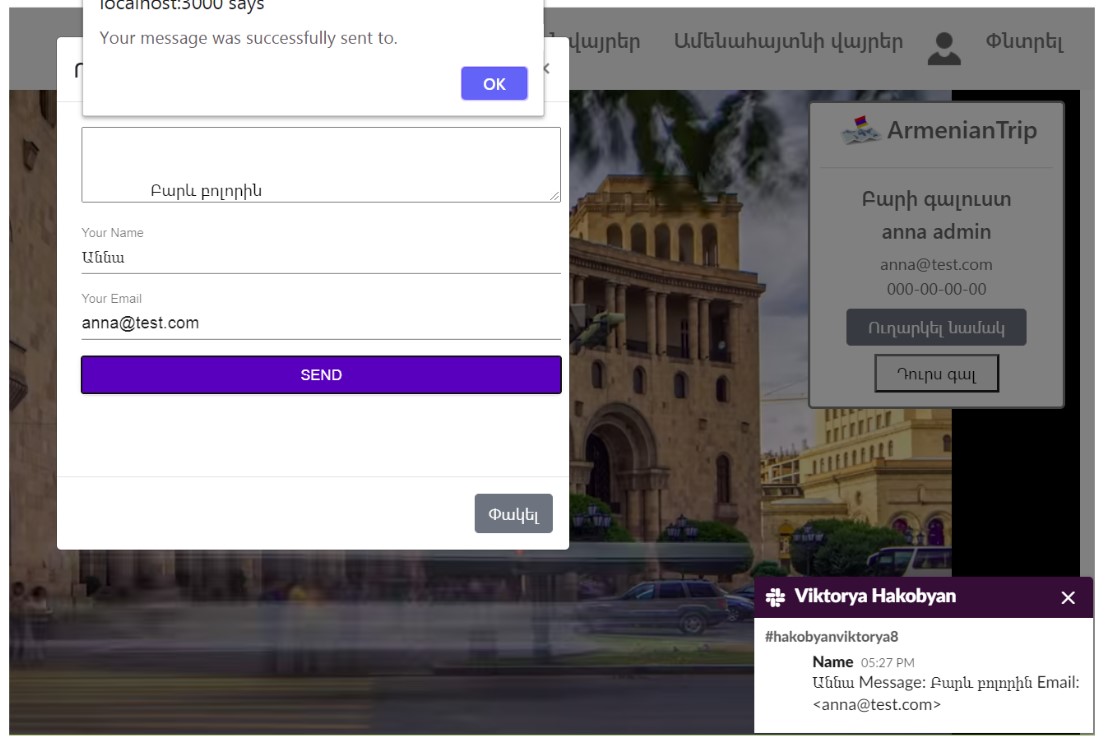 localhost:3000 says
Your message was successfully sent to.
OK
վայրեր
Ամենահայտնի վայրեր
Փնտրել
Բարև բոլորին
Your Name
Աննա
Your Email
anna@test.com
SEND
Փակել
ArmenianTrip
Բարի գալուստ
anna admin
anna@test.com
000-00-00-00
Ուղարկել նամակ
Դուրս գալ
Viktorya Hakobyan
#hakobyanviktorya8
Name 05:27 PM
Աննա Message: Բարև բոլորին Email:
<anna@test.com>